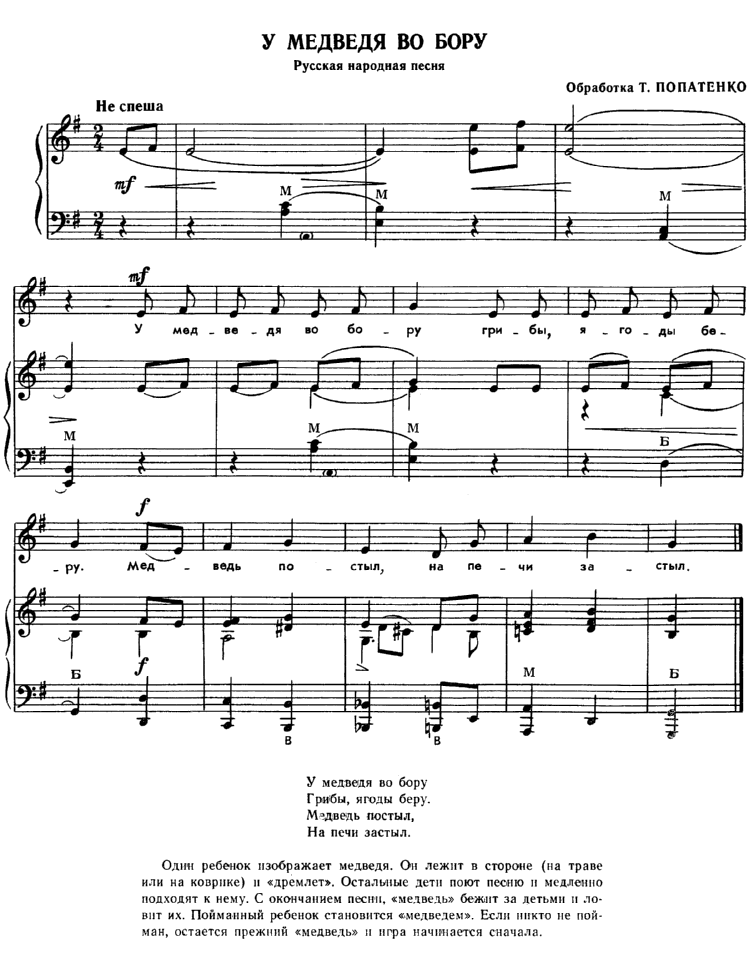 У МЕДВЕДЯ ВО БОРУ
Русская народная песня
Обработка Т. ПОПАТЕНКО
Не спеша
mf
М М М
mf
У мед - ве - дя во бо - ру гри - бы, я - го - ды бе -
М М М Б
f
ру. Мед - ведь по - стыл, на пе - чи за - стыл.
Б f М Б
В В
У медведя во бору
Грибы, ягоды беру.
Медведь постыл,
На печи застыл.
Один ребенок изображает медведя. Он лежит в стороне (на траве
или на коврике) и «дремлет». Остальные дети поют песню и медленно
подходят к нему. С окончанием песни, «медведь» бежит за детьми и ло-
вит их. Пойманный ребенок становится «медведем». Если никто не пой-
ман, остается прежний «медведь» и игра начинается сначала.